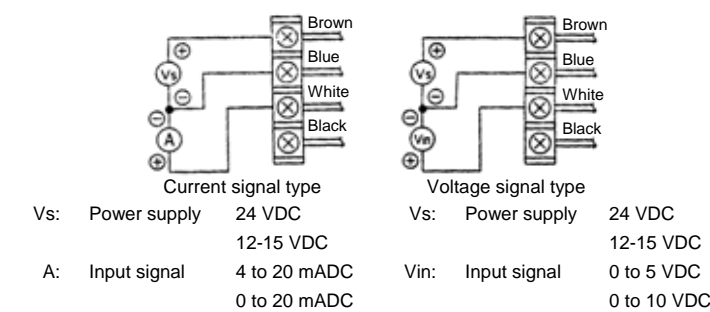 Brown
Blue
White
Black
Vs
A
Current signal type
Vs: Power supply 24 VDC
12-15 VDC
A: Input signal 4 to 20 mADC
0 to 20 mADC
Brown
Blue
White
Black
Vs
Vin
Voltage signal type
Vs: Power supply 24 VDC
12-15 VDC
Vin: Input signal 0 to 5 VDC
0 to 10 VDC